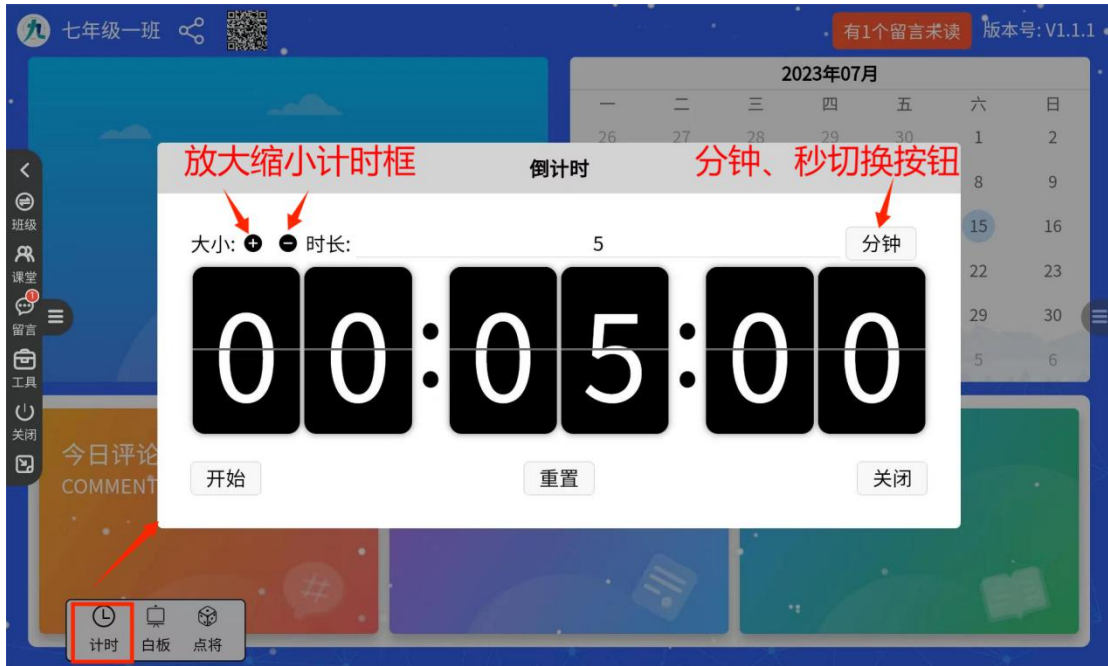 九 七年级一班
有1个留言未读 版本号: V1.1.1
2023年07月
一 二 三 四 五 六 日
26 27 28 29 30 1 2
8 9
15 16
22 23
29 30
5 6
班级
课堂
1
留言
工具
关闭
放大缩小计时框 倒计时 分钟、秒切换按钮
大小: 时长: 5 分钟
00:05:00
开始 重置 关闭
今日评论
COMMENT
计时 白板 点将